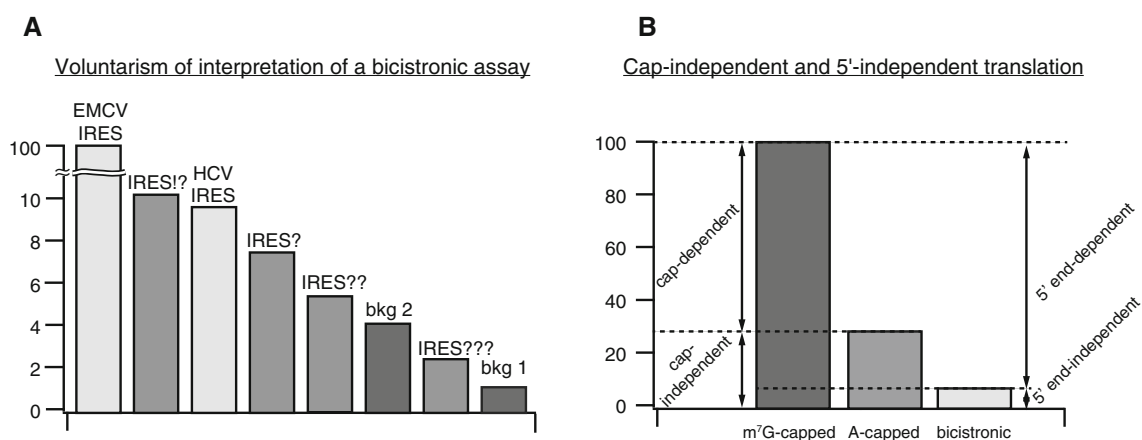 A
Voluntarism of interpretation of a bicistronic assay
EMCV
IRES
IRES!?
HCV
IRES
IRES?
IRES??
bkg 2
IRES???
bkg 1
100
10
8
6
4
2
0
B
Cap-independent and 5'-independent translation
100
80
60
40
20
0
cap-dependent
cap-
independent
5' end-dependent
5' end-independent
m⁷G-capped
A-capped
bicistronic